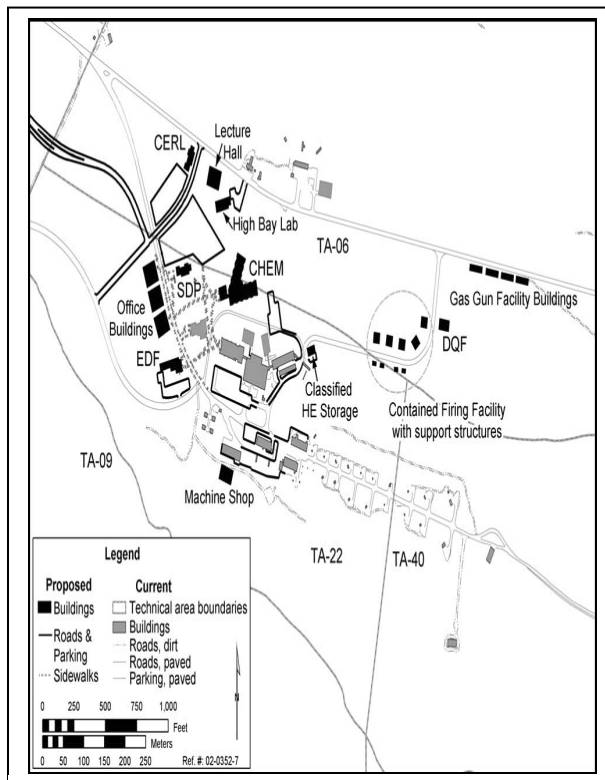 CERL
Lecture
Hall
High Bay Lab
TA-06
CHEM
SDP
Office
Buildings
Gas Gun Facility Buildings
DQF
EDF
Classified
HE Storage
Contained Firing Facility
with support structures
TA-09
Machine Shop
TA-22
TA-40
Legend
Proposed
Buildings
Roads &
Parking
Sidewalks
Current
Technical area boundaries
Buildings
Roads, dirt
Roads, paved
Parking, paved
N
0 250 500 750 1,000
Feet
Meters
0 50 100 150 200 250
Ref. #: 02-0352-7